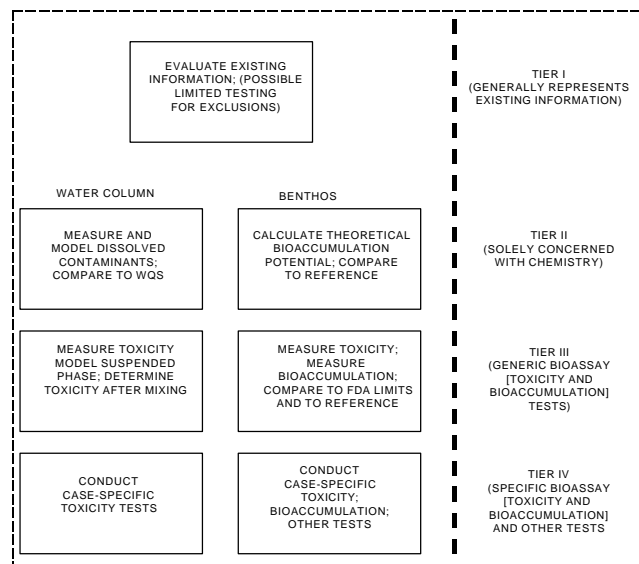 EVALUATE EXISTING
INFORMATION; (POSSIBLE
LIMITED TESTING
FOR EXCLUSIONS)
TIER I
(GENERALLY REPRESENTS
EXISTING INFORMATION)
WATER COLUMN
BENTHOS
MEASURE AND
MODEL DISSOLVED
CONTAMINANTS;
COMPARE TO WQS
CALCULATE THEORETICAL
BIOACCUMULATION
POTENTIAL; COMPARE
TO REFERENCE
TIER II
(SOLELY CONCERNED
WITH CHEMISTRY)
MEASURE TOXICITY
MODEL SUSPENDED
PHASE; DETERMINE
TOXICITY AFTER MIXING
MEASURE TOXICITY;
MEASURE
BIOACCUMULATION;
COMPARE TO FDA LIMITS
AND TO REFERENCE
TIER III
(GENERIC BIOASSAY
[TOXICITY AND
BIOACCUMULATION]
TESTS)
CONDUCT
CASE-SPECIFIC
TOXICITY TESTS
CONDUCT
CASE-SPECIFIC
TOXICITY;
BIOACCUMULATION;
OTHER TESTS
TIER IV
(SPECIFIC BIOASSAY
[TOXICITY AND
BIOACCUMULATION]
AND OTHER TESTS